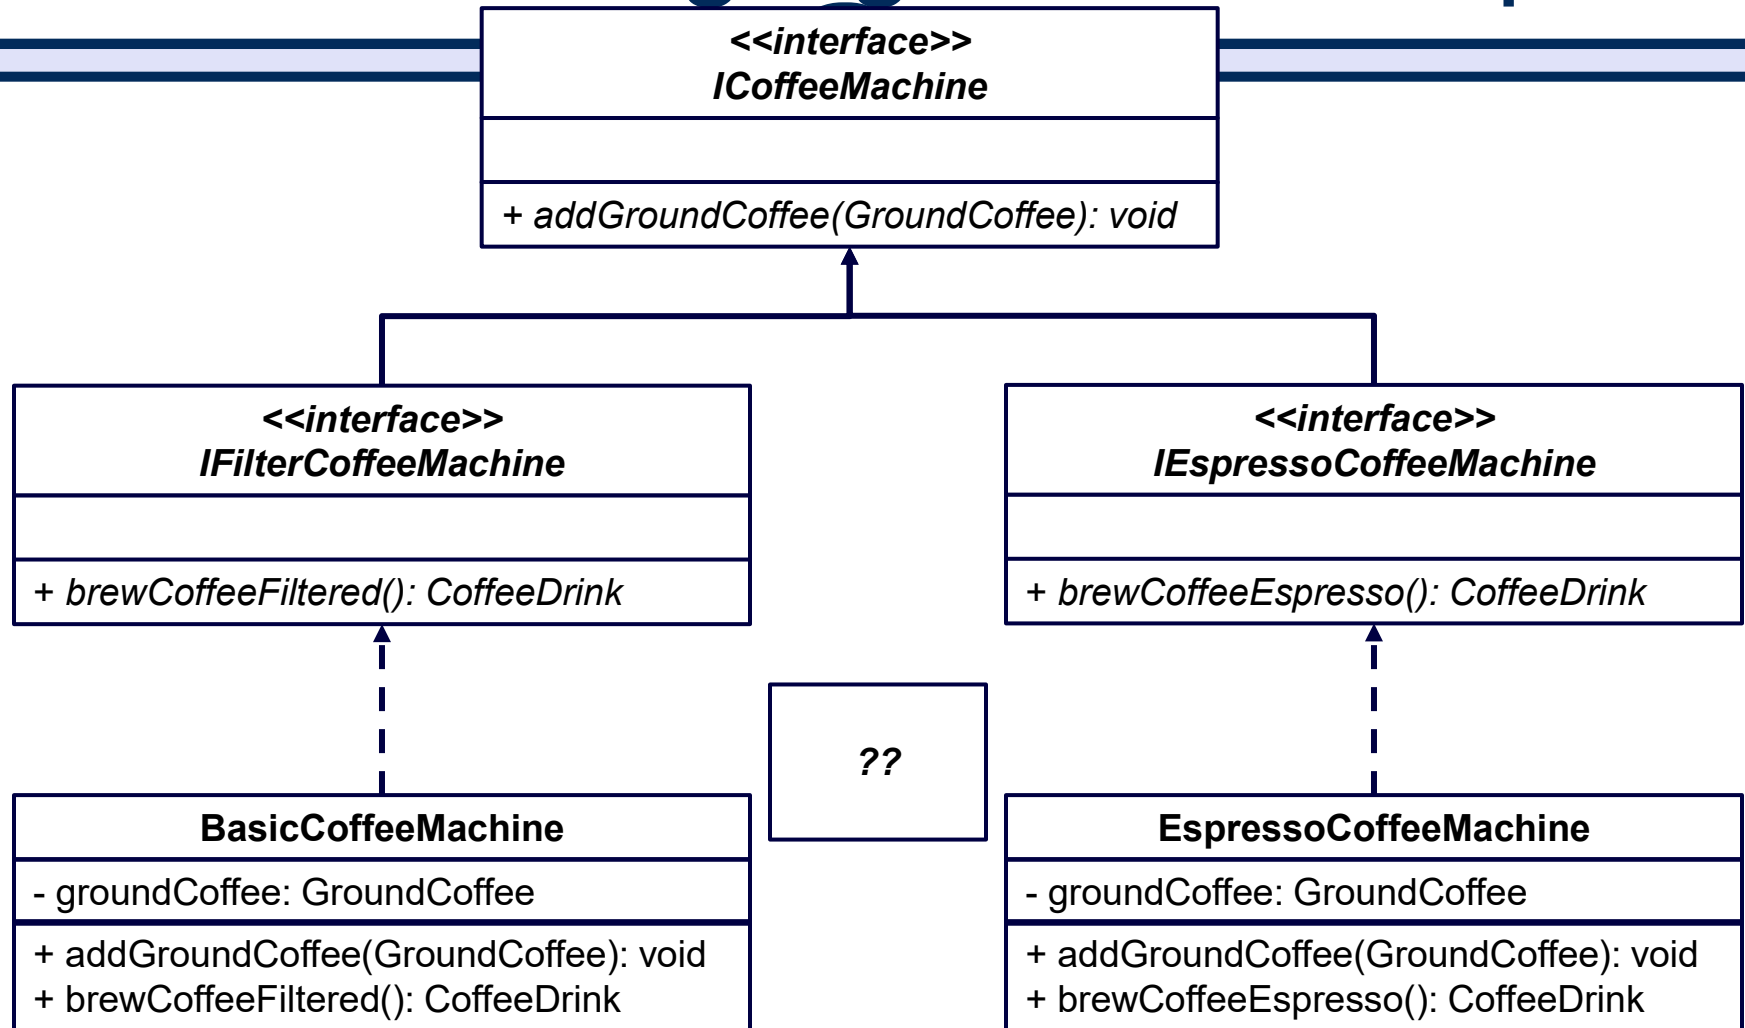 <<interface>>
ICoffeeMachine
+ addGroundCoffee(GroundCoffee): void
<<interface>>
IFilterCoffeeMachine
+ brewCoffeeFiltered(): CoffeeDrink
<<interface>>
IEspressoCoffeeMachine
+ brewCoffeeEspresso(): CoffeeDrink
??
BasicCoffeeMachine
- groundCoffee: GroundCoffee
+ addGroundCoffee(GroundCoffee): void
+ brewCoffeeFiltered(): CoffeeDrink
EspressoCoffeeMachine
- groundCoffee: GroundCoffee
+ addGroundCoffee(GroundCoffee): void
+ brewCoffeeEspresso(): CoffeeDrink